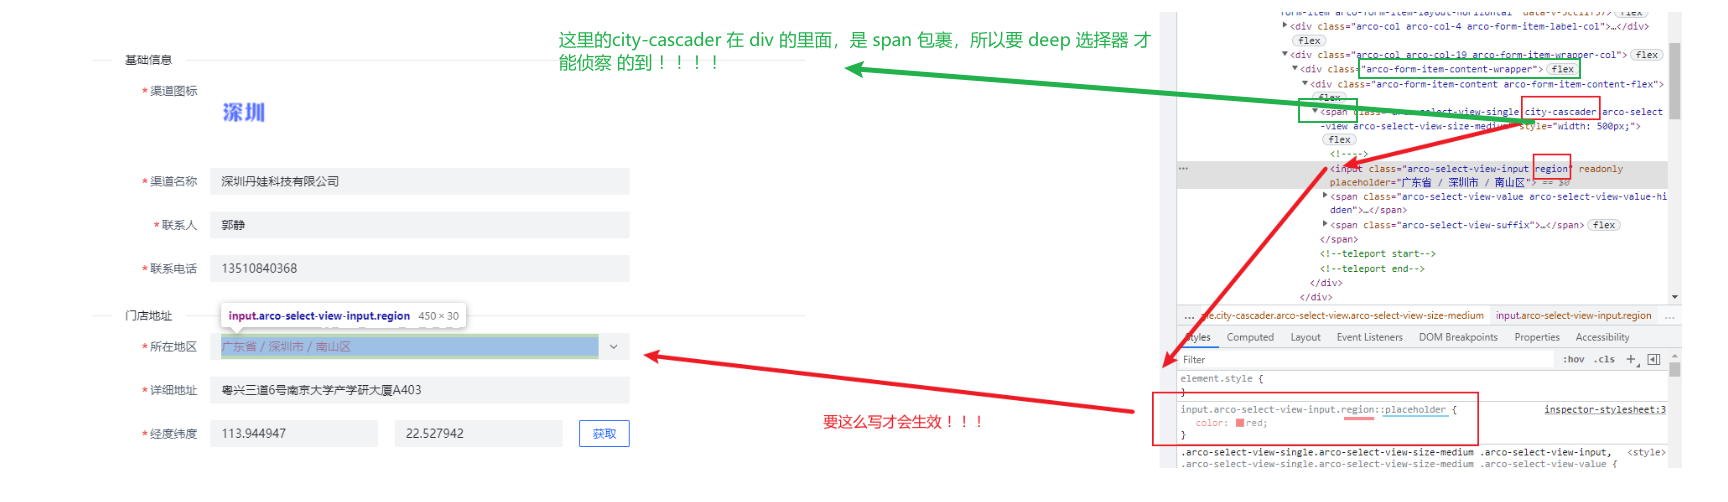 这里的city-cascader 在 div 的里面，是 span 包裹，所以要 deep 选择器 才
能侦察 的到！！！！
基础信息
* 渠道图标
深圳
* 渠道名称 深圳丹娃科技有限公司
* 联系人 郭静
* 联系电话 13510840368
门店地址
input.arco-select-view-input.region 450 × 30
* 所在地区 广东省 / 深圳市 / 南山区
* 详细地址 粤兴三道6号南京大学产学研大厦A403
* 经度纬度 113.944947 22.527942 获取
要这么写才会生效！！！
form-item arco-form-item-layout-horizontal" data-v-5cc11f57> flex
▸<div class="arco-col arco-col-4 arco-form-item-label-col">…</div>
flex
▾<div class="arco-col arco-col-19 arco-form-item-wrapper-col"> flex
▾<div class="arco-form-item-content-wrapper"> flex
▾<div class="arco-form-item-content arco-form-item-content-flex">
flex
▾<span class="arco-select-view-single city-cascader arco-select
-view arco-select-view-size-medium" style="width: 500px;">
flex
<!---->
… <input class="arco-select-view-input region" readonly
placeholder="广东省 / 深圳市 / 南山区"> == $0
▸<span class="arco-select-view-value arco-select-view-value-hi
dden">…</span>
▸<span class="arco-select-view-suffix">…</span> flex
</span>
<!--teleport start-->
<!--teleport end-->
</div>
</div>
… le.city-cascader.arco-select-view.arco-select-view-size-medium input.arco-select-view-input.region …
Styles Computed Layout Event Listeners DOM Breakpoints Properties Accessibility
Filter :hov .cls +
element.style {
}
input.arco-select-view-input.region::placeholder { inspector-stylesheet:3
color: red;
}
.arco-select-view-single.arco-select-view-size-medium .arco-select-view-input, <style>
.arco-select-view-single.arco-select-view-size-medium .arco-select-view-value {